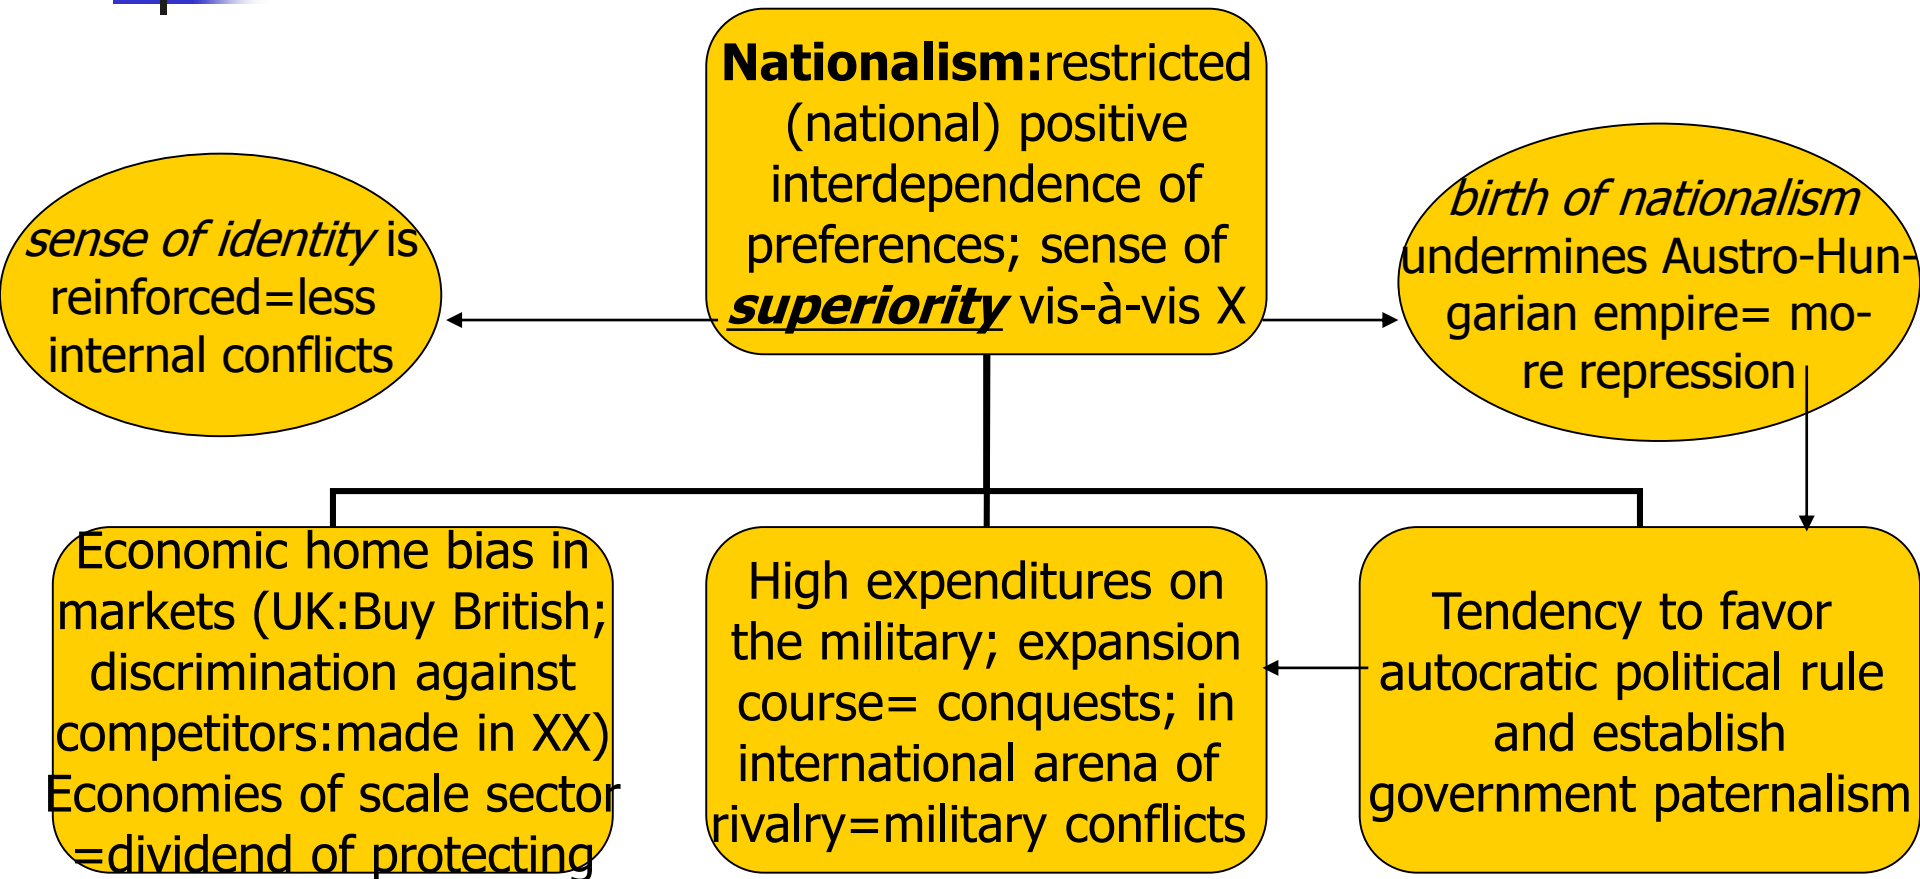 Nationalism:restricted
(national) positive
interdependence of
preferences; sense of
superiority vis-à-vis X
sense of identity is
reinforced=less
internal conflicts
birth of nationalism
undermines Austro-Hun-
garian empire= mo-
re repression
Economic home bias in
markets (UK:Buy British;
discrimination against
competitors:made in XX)
Economies of scale sector
=dividend of protecting
High expenditures on
the military; expansion
course= conquests; in
international arena of
rivalry=military conflicts
Tendency to favor
autocratic political rule
and establish
government paternalism